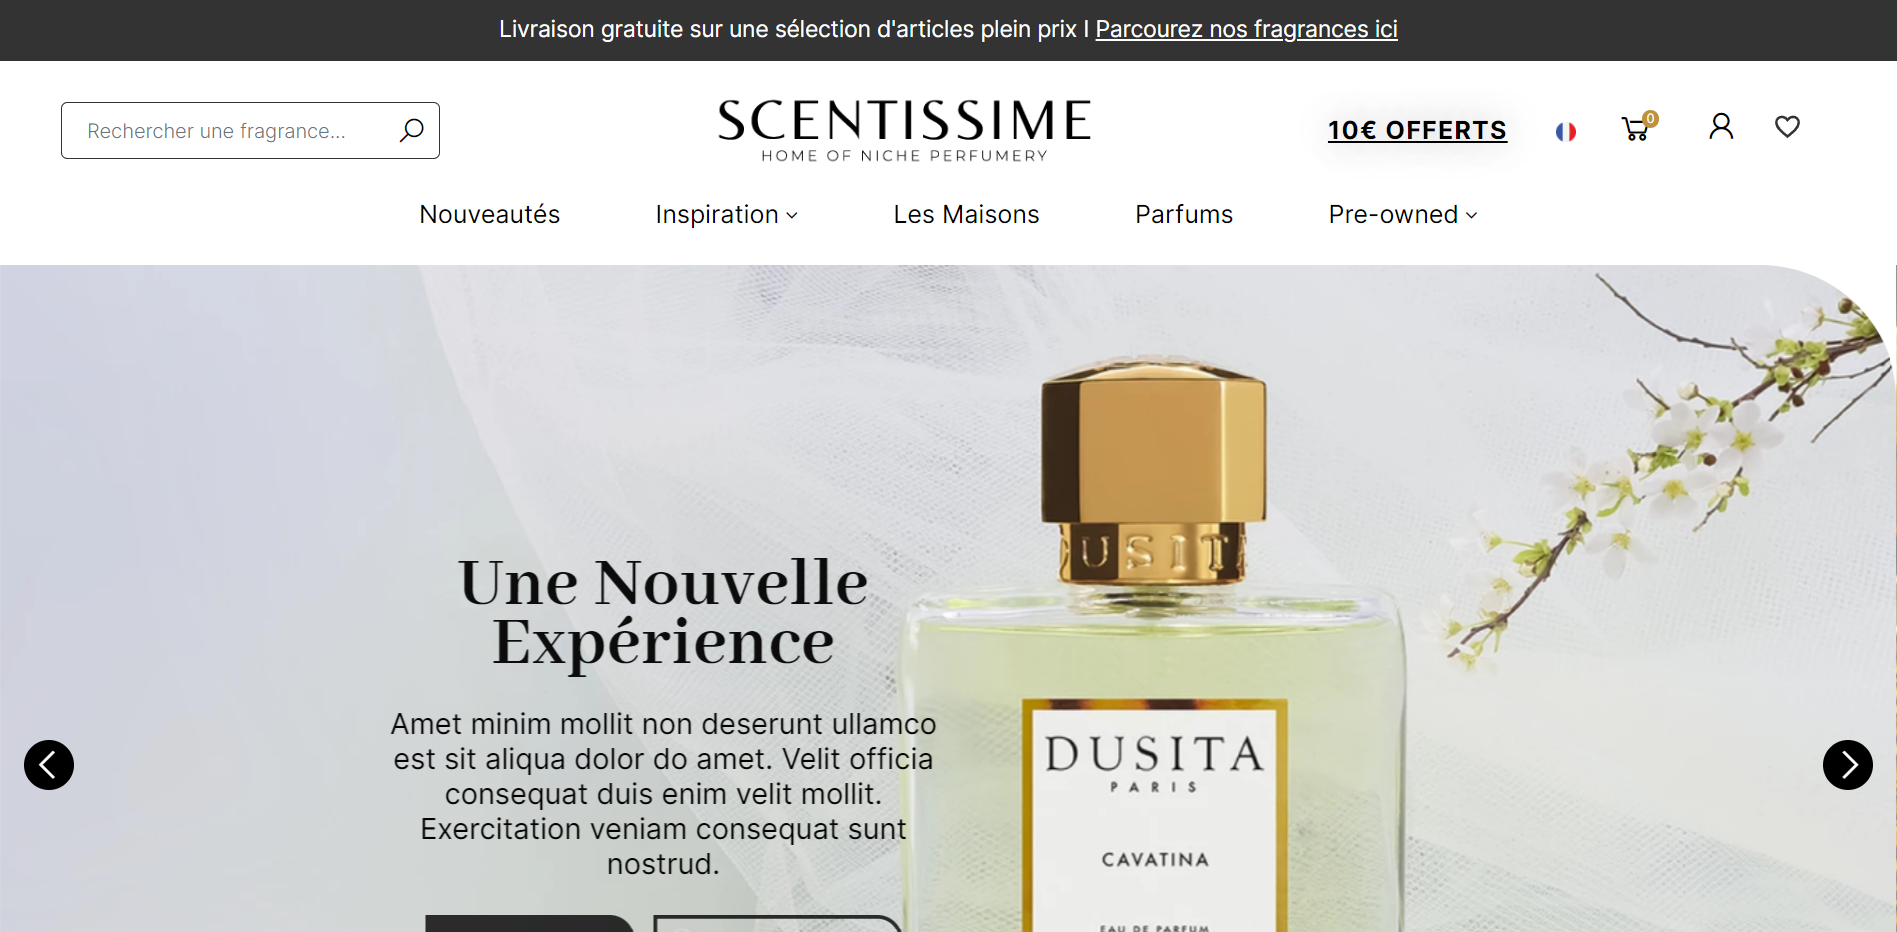 Livraison gratuite sur une sélection d'articles plein prix I Parcourez nos fragrances ici
Rechercher une fragrance...
SCENTISSIME
HOME OF NICHE PERFUMERY
10€ OFFERTS
0
Nouveautés
Inspiration
Les Maisons
Parfums
Pre-owned
Une Nouvelle
Expérience
Amet minim mollit non deserunt ullamco
est sit aliqua dolor do amet. Velit officia
consequat duis enim velit mollit.
Exercitation veniam consequat sunt
nostrud.
DUSITA
DUSITA
PARIS
CAVATINA
EAU DE PARFUM